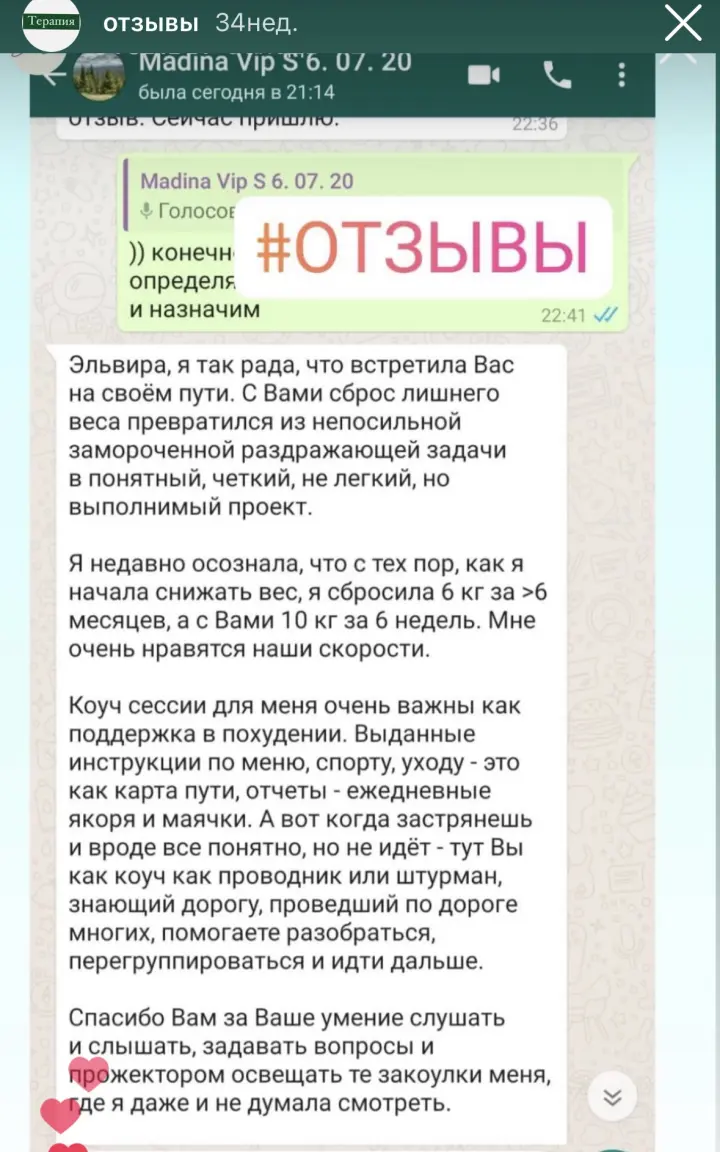 Терапия
отзывы 34нед.
Madina Vip S 6. 07. 20
была сегодня в 21:14
отзыв. Сейчас пришлю.
22:36
Madina Vip S 6. 07. 20
#ОТЗЫВЫ
)) конечн
определя
и назначим
22:41
Эльвира, я так рада, что встретила Вас
на своём пути. С Вами сброс лишнего
веса превратился из непосильной
замороченной раздражающей задачи
в понятный, четкий, не легкий, но
выполнимый проект.
Я недавно осознала, что с тех пор, как я
начала снижать вес, я сбросила 6 кг за >6
месяцев, а с Вами 10 кг за 6 недель. Мне
очень нравятся наши скорости.
Коуч сессии для меня очень важны как
поддержка в похудении. Выданные
инструкции по меню, спорту, уходу - это
как карта пути, отчеты - ежедневные
якоря и маячки. А вот когда застрянешь
и вроде все понятно, но не идёт - тут Вы
как коуч как проводник или штурман,
знающий дорогу, проведший по дороге
многих, помогаете разобраться,
перегруппироваться и идти дальше.
Спасибо Вам за Ваше умение слушать
и слышать, задавать вопросы и
прожектором освещать те закоулки меня,
где я даже и не думала смотреть.